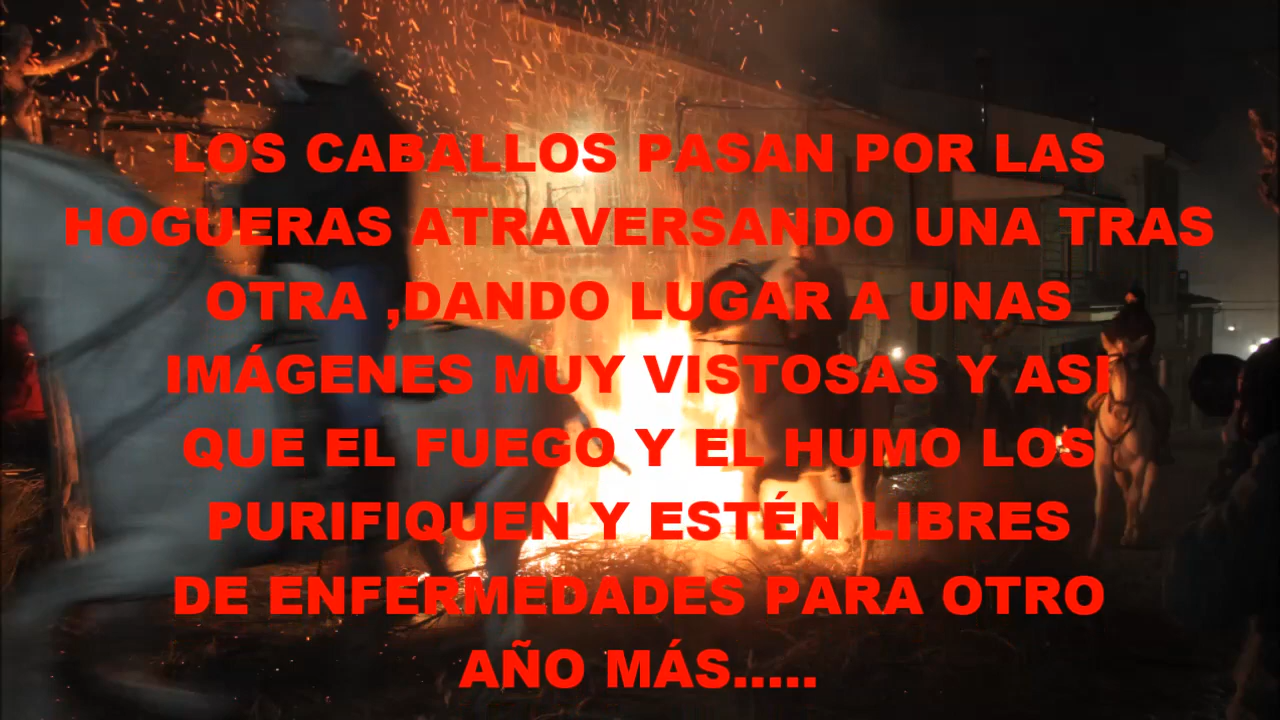 LOS CABALLOS PASAN POR LAS
HOGUERAS ATRAVERSANDO UNA TRAS
OTRA ,DANDO LUGAR A UNAS
IMÁGENES MUY VISTOSAS Y ASI
QUE EL FUEGO Y EL HUMO LOS
PURIFIQUEN Y ESTÉN LIBRES
DE ENFERMEDADES PARA OTRO
AÑO MÁS.....